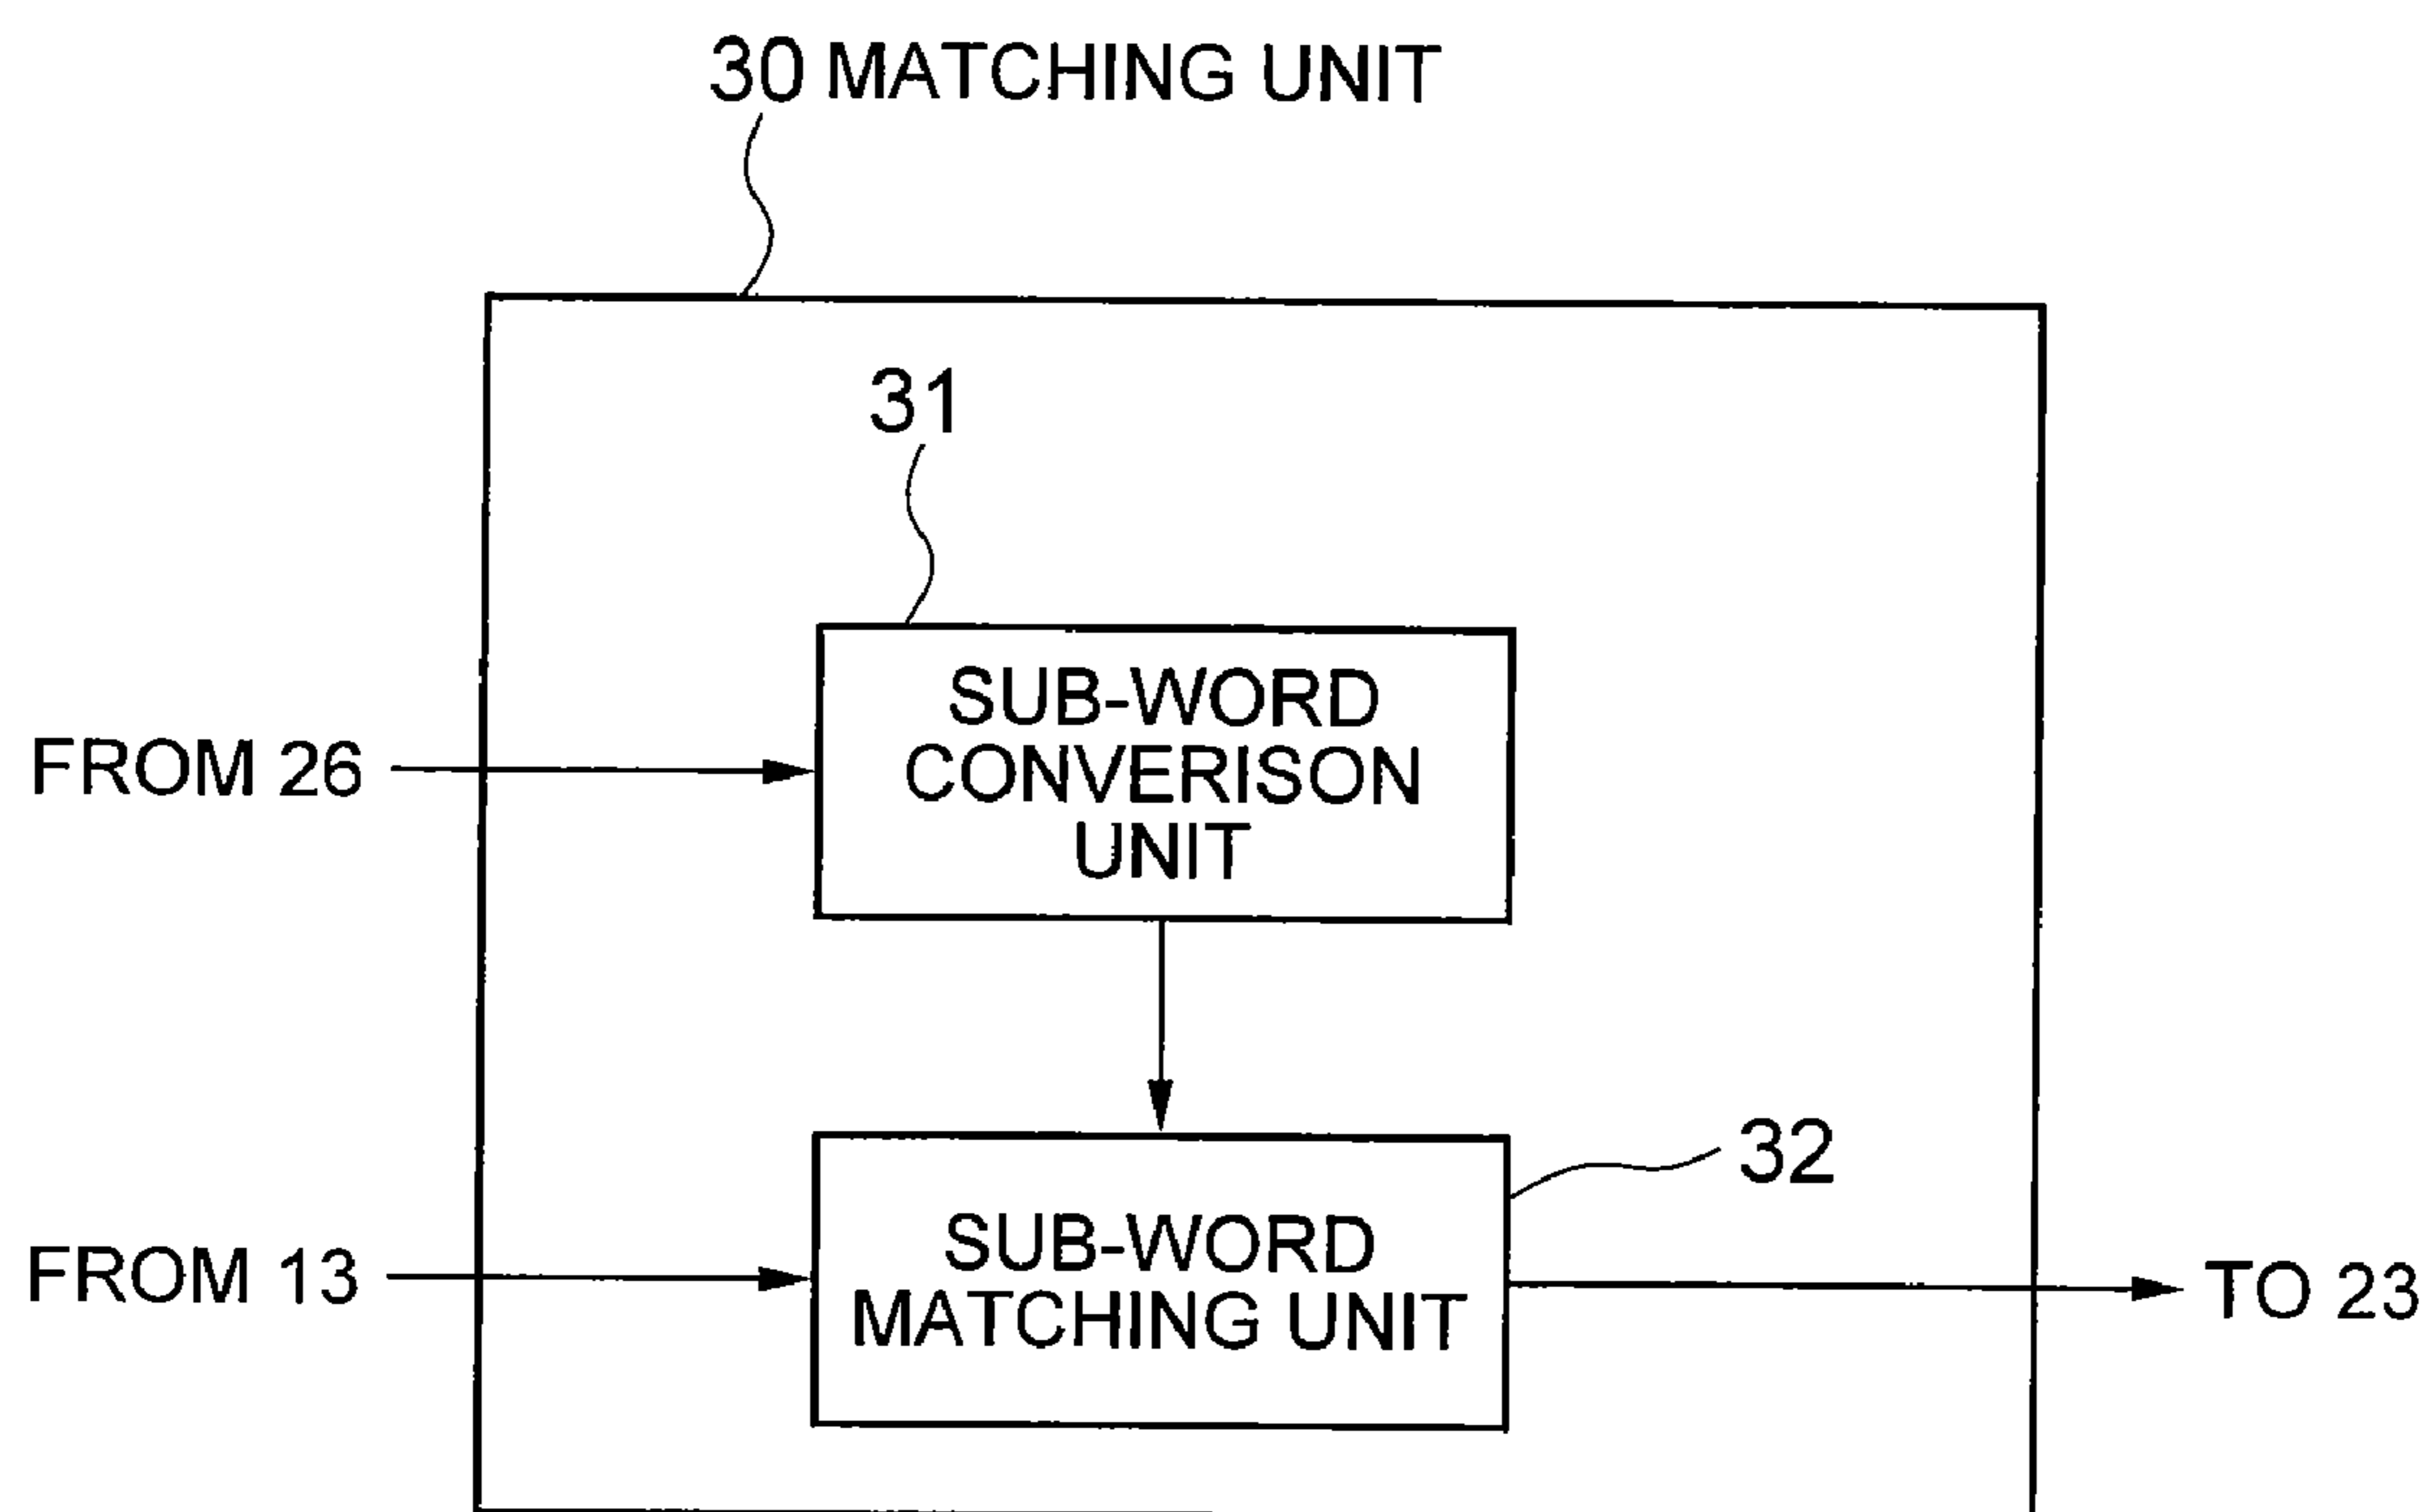 30 MATCHING UNIT
31
SUB-WORD
CONVERISON
UNIT
FROM 26
32
SUB-WORD
MATCHING UNIT
FROM 13
TO 23